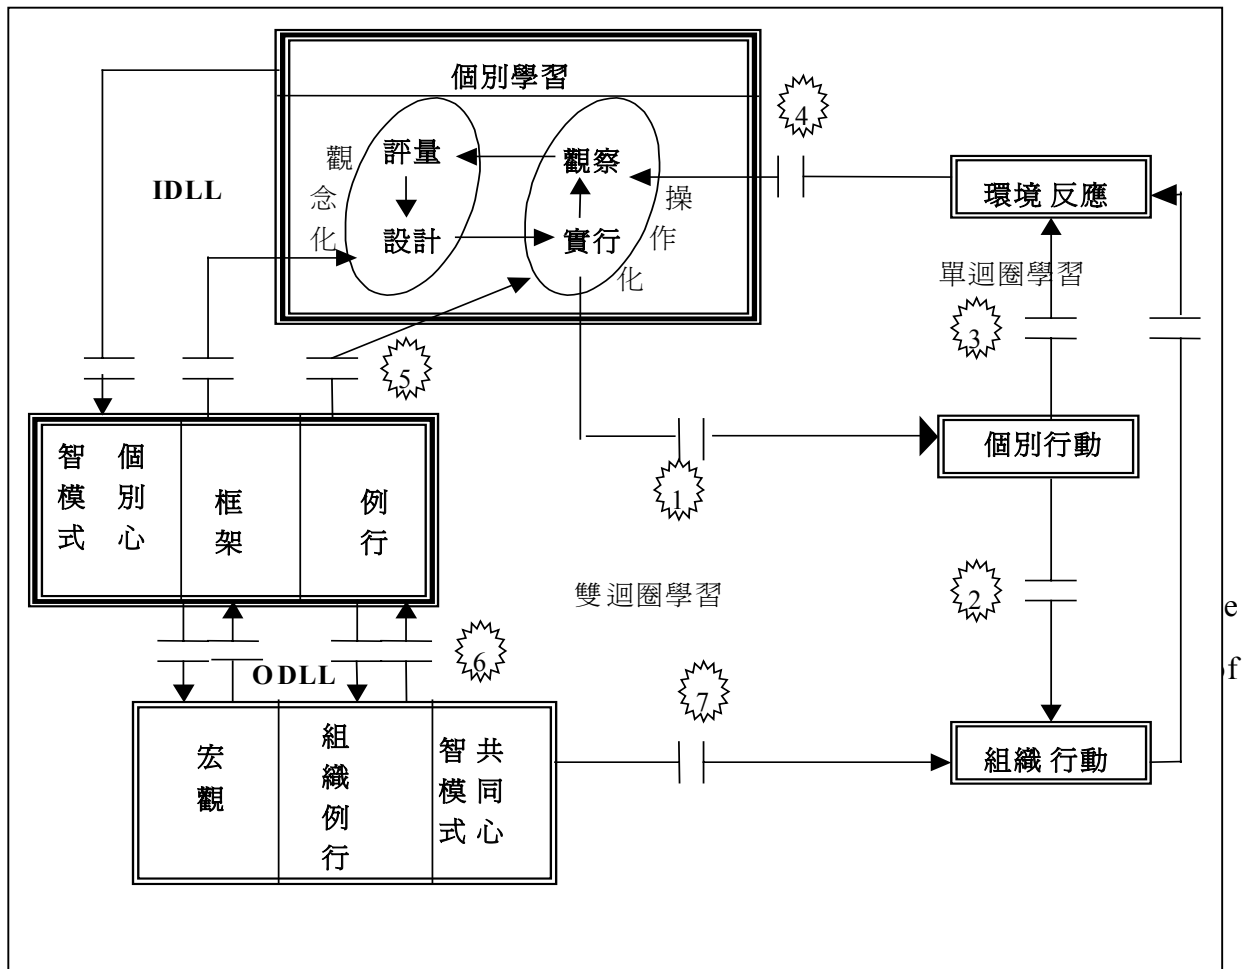 個別學習
4
觀念化
評量
觀察
IDLL
環境 反應
操作化
設計
實行
單迴圈學習
3
5
個別心智模式
框架
例行
個別行動
1
雙迴圈學習
2
e
6
of
ODLL
7
宏觀
組織例行
共同心智模式
組織 行動